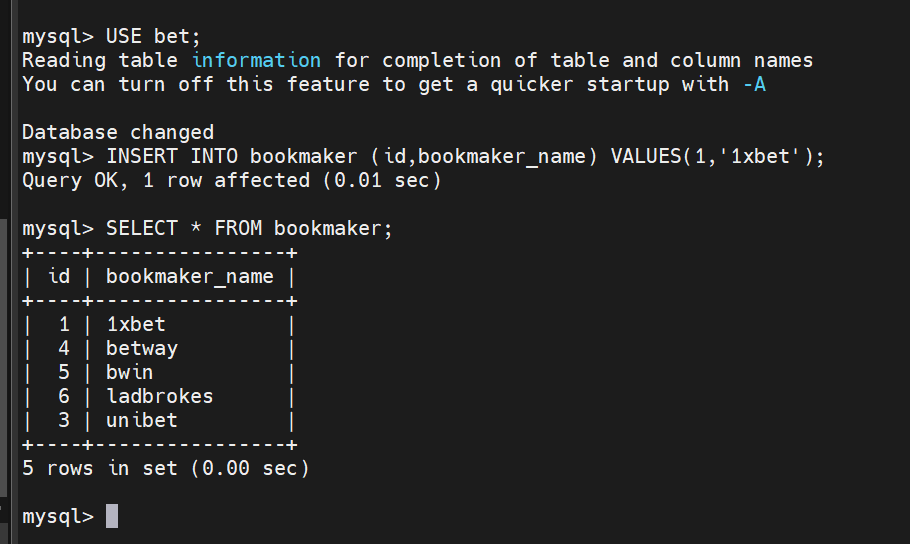 mysql> USE bet;
Reading table information for completion of table and column names
You can turn off this feature to get a quicker startup with -A
Database changed
mysql> INSERT INTO bookmaker (id,bookmaker_name) VALUES(1,'1xbet');
Query OK, 1 row affected (0.01 sec)
mysql> SELECT * FROM bookmaker;
+----+----------------+
| id | bookmaker_name |
+----+----------------+
|  1 | 1xbet          |
|  4 | betway         |
|  5 | bwin           |
|  6 | ladbrokes      |
|  3 | unibet         |
+----+----------------+
5 rows in set (0.00 sec)
mysql>